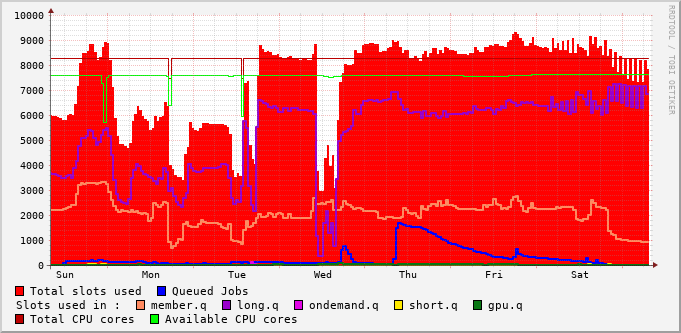 10000
9000
8000
7000
6000
5000
4000
3000
2000
1000
0
Sun Mon Tue Wed Thu Fri Sat
RRDTOOL / TOBI OETIKER
Total slots used Queued Jobs
Slots used in : member.q long.q ondemand.q short.q gpu.q
Total CPU cores Available CPU cores